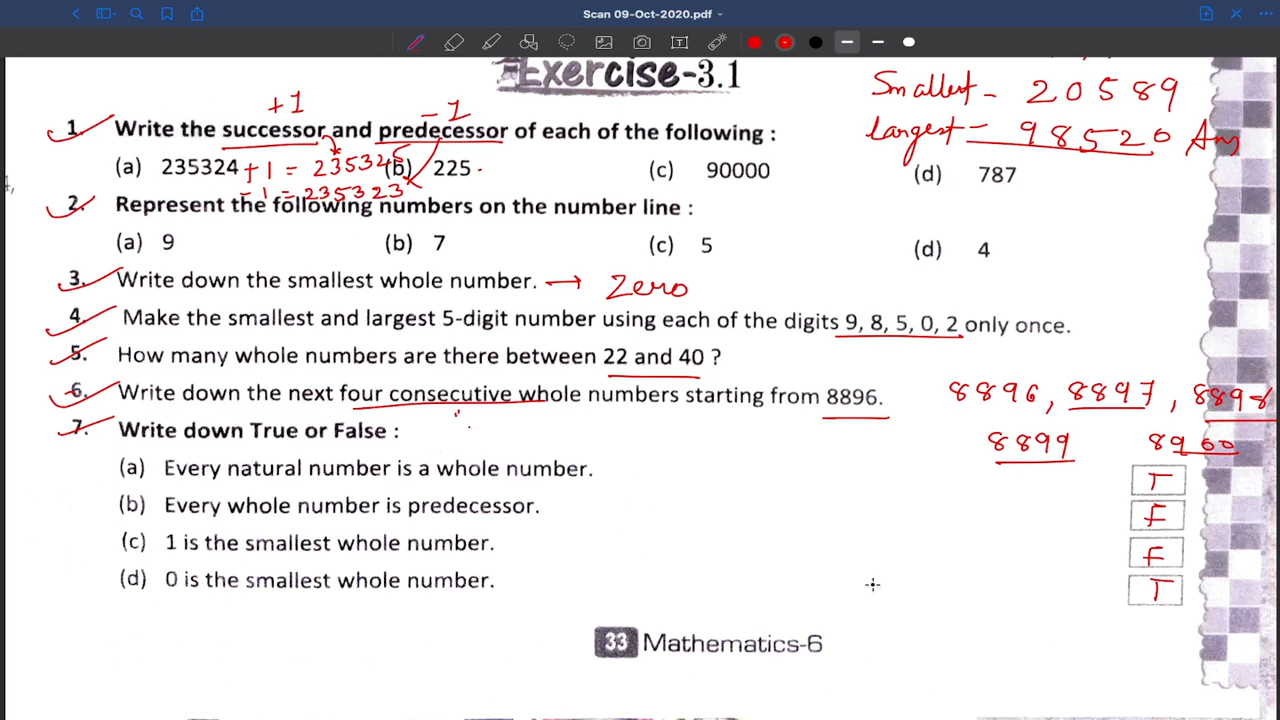 Scan 09-Oct-2020.pdf
Exercise-3.1
Smallest - 20589
largest - 98520 Ans
+1
-1
1. Write the successor and predecessor of each of the following :
(a) 235324 +1 = 235325 (b) 225 (c) 90000 (d) 787
-1 = 235323
2. Represent the following numbers on the number line :
(a) 9 (b) 7 (c) 5 (d) 4
3. Write down the smallest whole number. → Zero
4. Make the smallest and largest 5-digit number using each of the digits 9, 8, 5, 0, 2 only once.
5. How many whole numbers are there between 22 and 40 ?
6. Write down the next four consecutive whole numbers starting from 8896. 8896, 8897, 8898
7. Write down True or False : 8899 8900
(a) Every natural number is a whole number. T
(b) Every whole number is predecessor. F
(c) 1 is the smallest whole number. F
(d) 0 is the smallest whole number. T
33 Mathematics-6